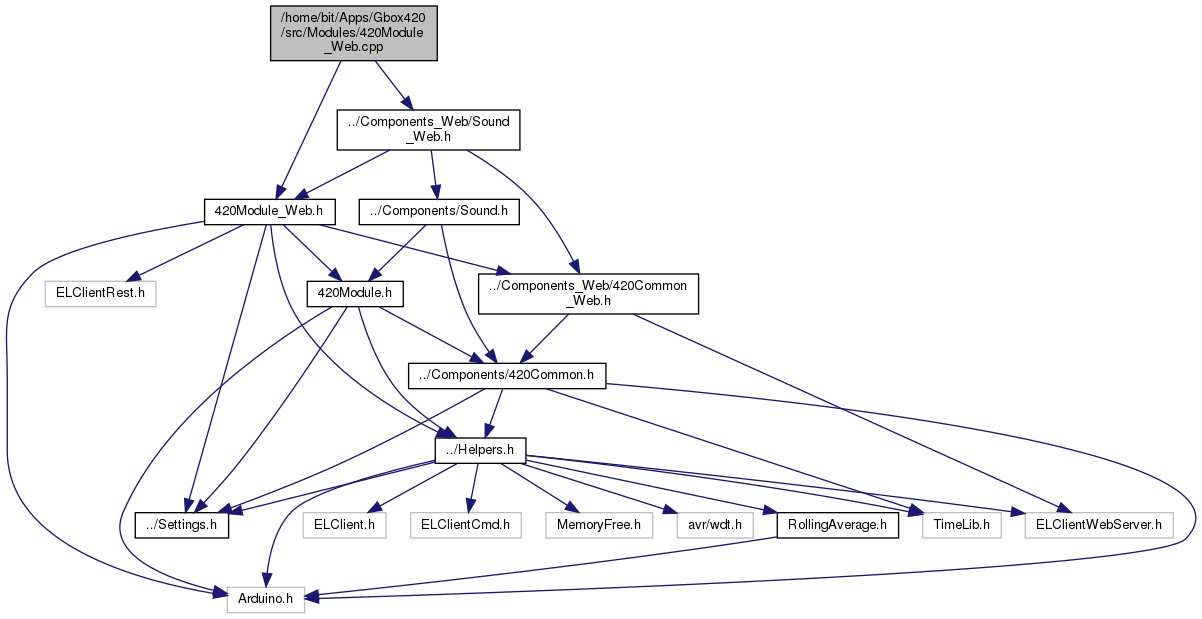 /home/bit/Apps/Gbox420
/src/Modules/420Module
_Web.cpp
../Components_Web/Sound
_Web.h
420Module_Web.h
../Components/Sound.h
ELClientRest.h
420Module.h
../Components_Web/420Common
_Web.h
../Components/420Common.h
../Helpers.h
../Settings.h
ELClient.h
ELClientCmd.h
MemoryFree.h
avr/wdt.h
RollingAverage.h
TimeLib.h
ELClientWebServer.h
Arduino.h